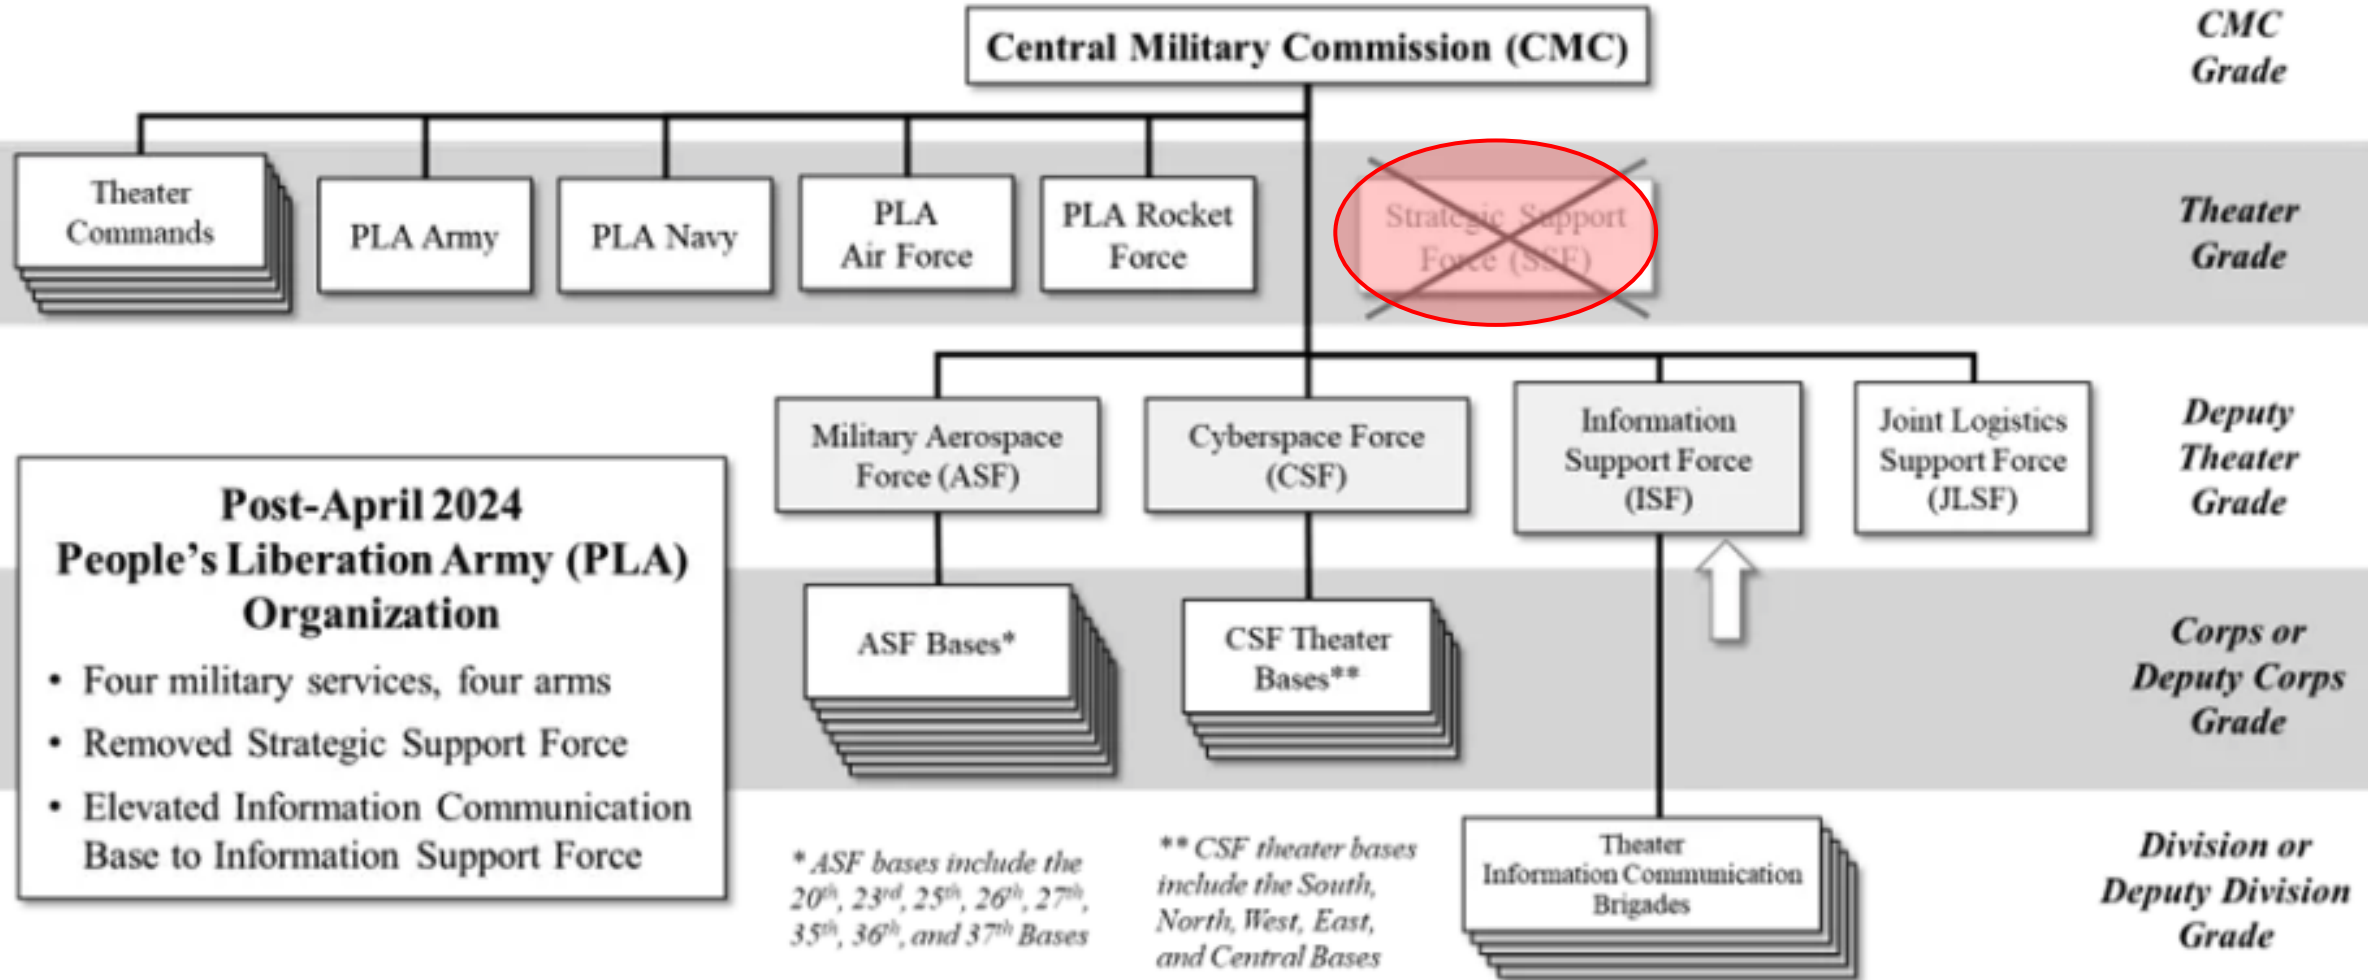 Central Military Commission (CMC)
CMC
Grade
Theater
Commands
PLA Army
PLA Navy
PLA
Air Force
PLA Rocket
Force
Strategic Support
Force (SSF)
Theater
Grade
Military Aerospace
Force (ASF)
Cyberspace Force
(CSF)
Information
Support Force
(ISF)
Joint Logistics
Support Force
(JLSF)
Deputy
Theater
Grade
Post-April 2024
People's Liberation Army (PLA)
Organization
• Four military services, four arms
• Removed Strategic Support Force
• Elevated Information Communication
Base to Information Support Force
ASF Bases*
CSF Theater
Bases**
Corps or
Deputy Corps
Grade
* ASF bases include the
20th, 23rd, 25th, 26th, 27th,
35th, 36th, and 37th Bases
** CSF theater bases
include the South,
North, West, East,
and Central Bases
Theater
Information Communication
Brigades
Division or
Deputy Division
Grade